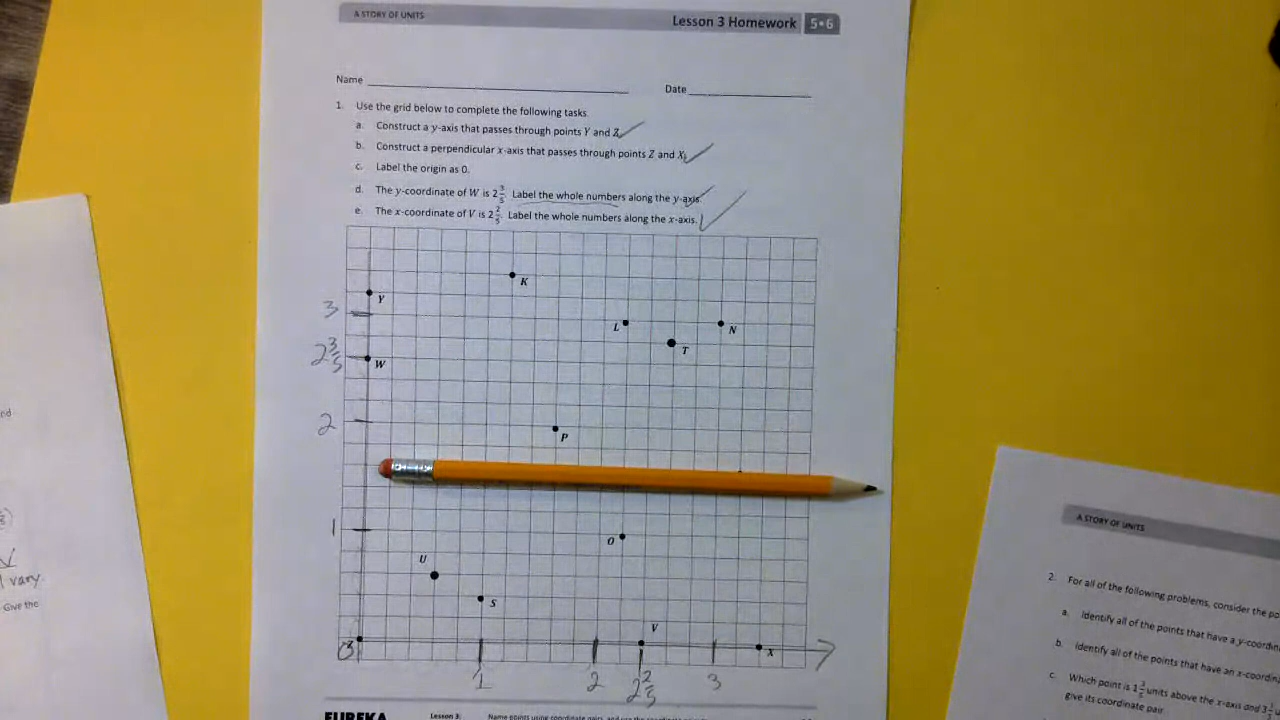 A STORY OF UNITS
Lesson 3 Homework 5•6
Name
Date
1. Use the grid below to complete the following tasks.
a. Construct a y-axis that passes through points Y and Z.
b. Construct a perpendicular x-axis that passes through points Z and X.
c. Label the origin as 0.
d. The y-coordinate of W is 2 3/5. Label the whole numbers along the y-axis.
e. The x-coordinate of V is 2 2/5. Label the whole numbers along the x-axis.
K
Y
3
L
N
T
2 3/5
W
2
P
1
O
U
S
V
0
X
1
2
2 2/5
3
EUREKA
Lesson 3:
vary.
Give the
A STORY OF UNITS
2. For all of the following problems, consider the
a. Identify all of the points that have a
b. Identify all of the points that have an
c. Which point is 1 3/5 units above the x-axis and
give its coordinate pair.